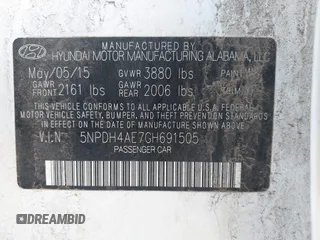 MANUFACTURED BY
HYUNDAI MOTOR MANUFACTURING ALABAMA, LLC
May/05/15 GVWR 3880 lbs PAINT
GAWR FRONT 2161 lbs GAWR REAR 2006 lbs TRIM
THIS VEHICLE CONFORMS TO ALL APPLICABLE U.S.
FEDERAL MOTOR VEHICLE SAFETY, BUMPER, AND
THEFT PREVENTION STANDARDS IN EFFECT ON THE
DATE OF MANUFACTURE SHOWN ABOVE.
V.I.N 5NPDH4AE7GH691505
PASSENGER CAR
DREAMBID